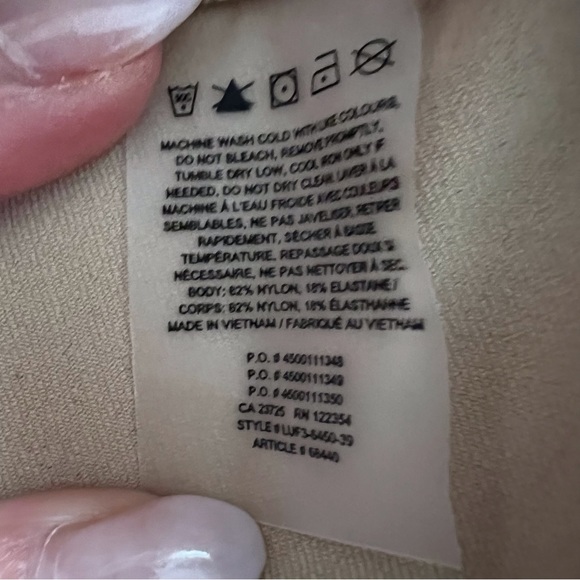 30C
MACHINE WASH COLD WITH LIKE COLOURS,
DO NOT BLEACH, REMOVE PROMPTLY,
TUMBLE DRY LOW, COOL IRON ONLY IF
NEEDED, DO NOT DRY CLEAN/ LAVER À LA
MACHINE À L'EAU FROIDE AVEC COULEURS
SEMBLABLES, NE PAS JAVELISER, RETIRER
RAPIDEMENT, SÉCHER À BASSE
TEMPÉRATURE, REPASSAGE DOUX SI
NÉCESSAIRE, NE PAS NETTOYER À SEC.
BODY: 82% NYLON, 18% ELASTANE/
CORPS: 82% NYLON, 18% ÉLASTHANNE
MADE IN VIETNAM / FABRIQUÉ AU VIETNAM
P.O. # 4500111348
P.O. # 4500111349
P.O. # 4500111350
CA 23725 RN 122354
STYLE # LUF3-6450-39
ARTICLE # 68440